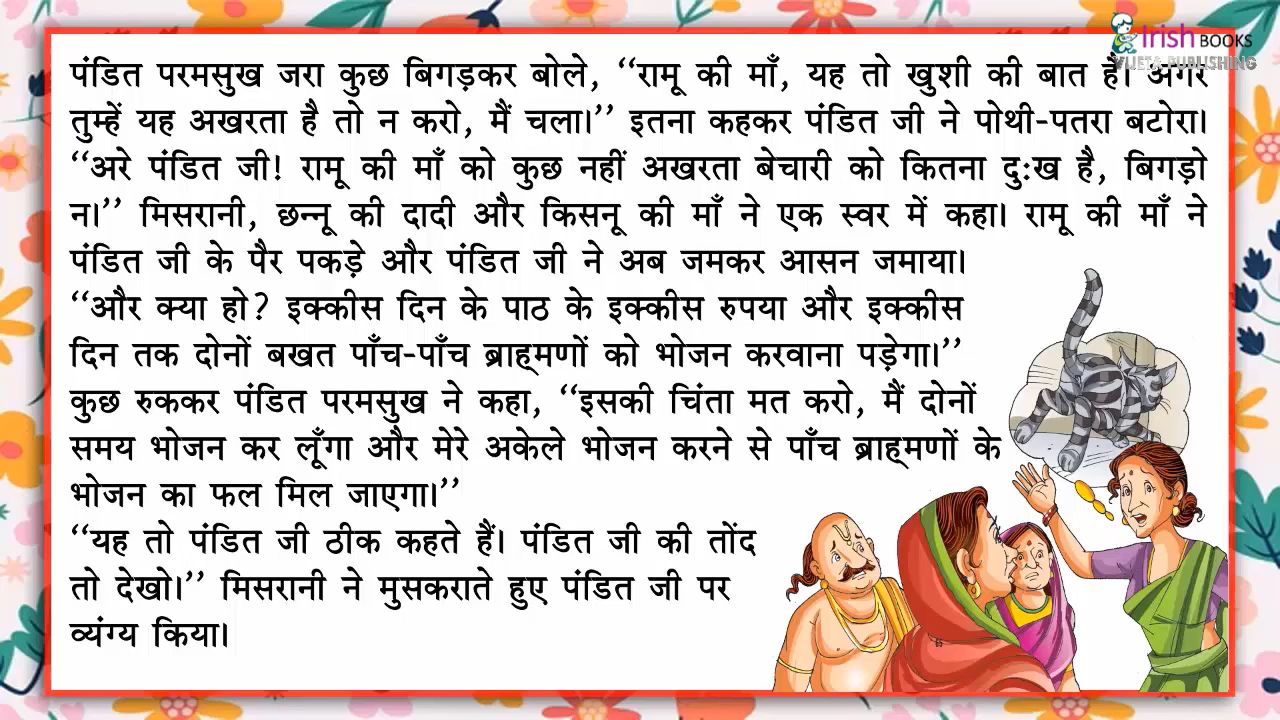 Irish BOOKS
VIJETA PUBLISHING
पंडित परमसुख जरा कुछ बिगड़कर बोले, ‘‘रामू की माँ, यह तो खुशी की बात है। अगर
तुम्हें यह अखरता है तो न करो, मैं चला।’’ इतना कहकर पंडित जी ने पोथी-पतरा बटोरा।
‘‘अरे पंडित जी! रामू की माँ को कुछ नहीं अखरता बेचारी को कितना दुःख है, बिगड़ो
न।’’ मिसरानी, छन्नू की दादी और किसनू की माँ ने एक स्वर में कहा। रामू की माँ ने
पंडित जी के पैर पकड़े और पंडित जी ने अब जमकर आसन जमाया।
‘‘और क्या हो? इक्कीस दिन के पाठ के इक्कीस रुपया और इक्कीस
दिन तक दोनों बखत पाँच-पाँच ब्राह्मणों को भोजन करवाना पड़ेगा।’’
कुछ रुककर पंडित परमसुख ने कहा, ‘‘इसकी चिंता मत करो, मैं दोनों
समय भोजन कर लूँगा और मेरे अकेले भोजन करने से पाँच ब्राह्मणों के
भोजन का फल मिल जाएगा।’’
‘‘यह तो पंडित जी ठीक कहते हैं। पंडित जी की तोंद
तो देखो।’’ मिसरानी ने मुसकराते हुए पंडित जी पर
व्यंग्य किया।